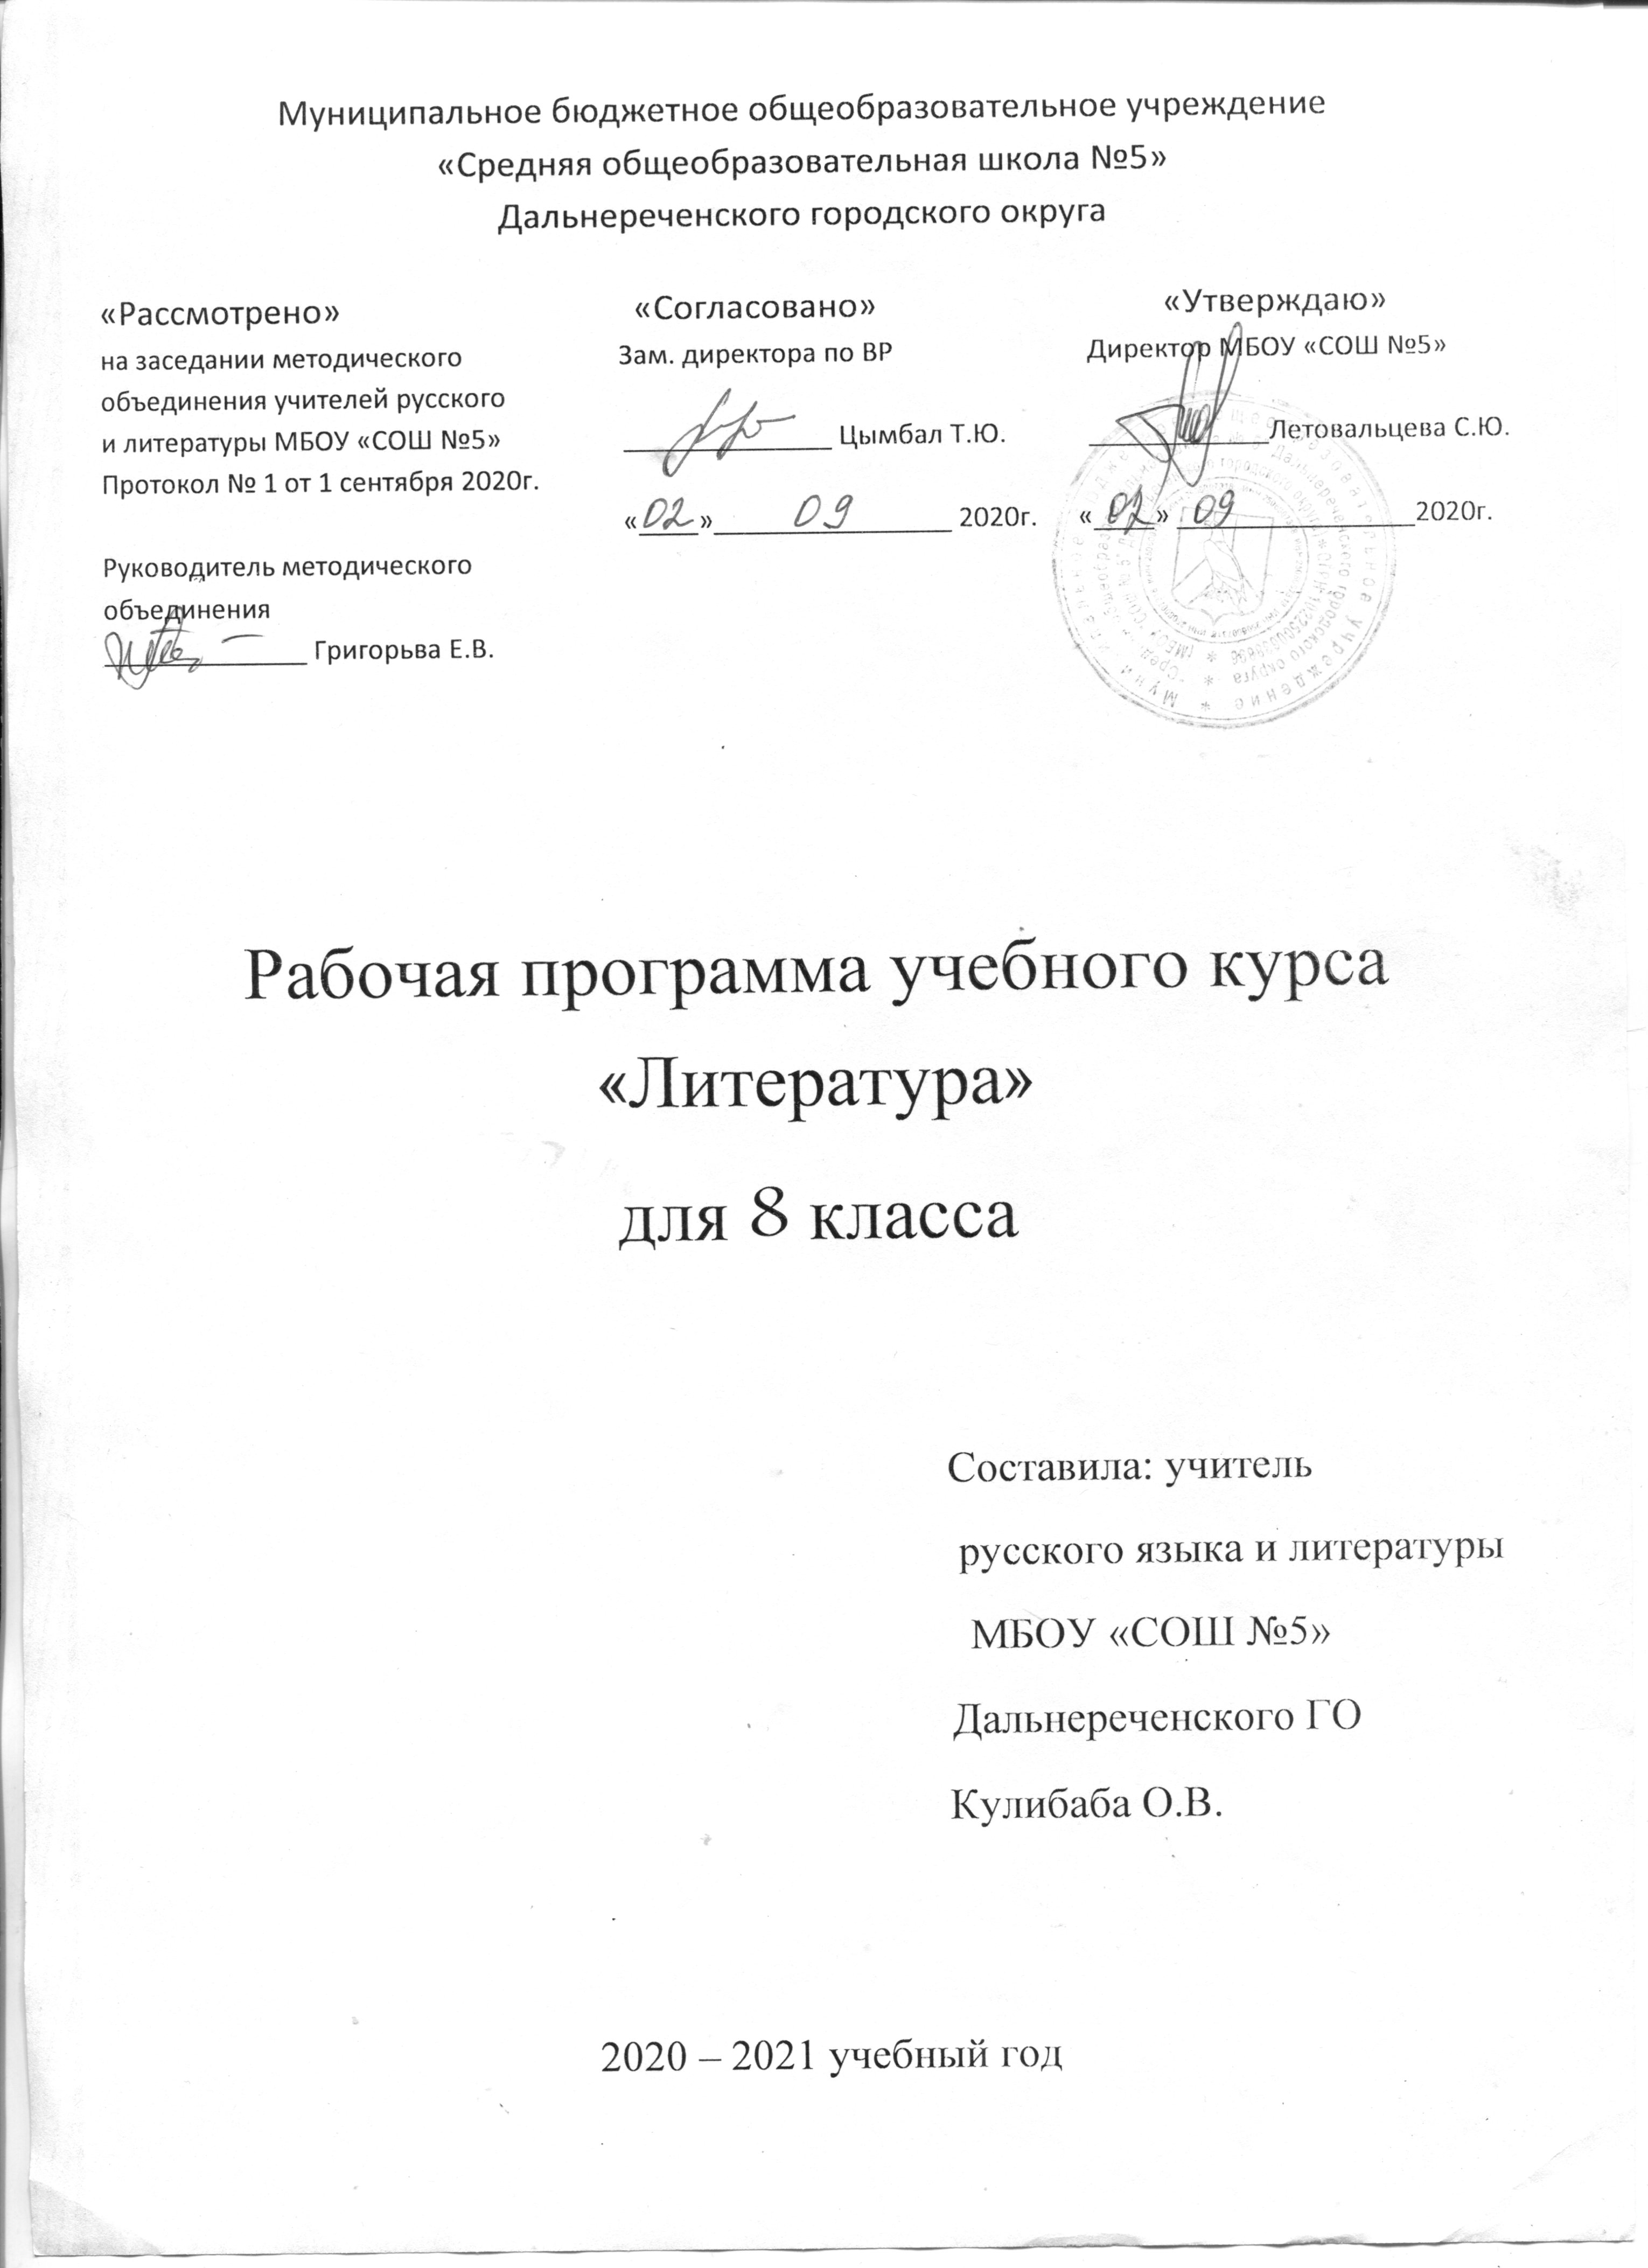 Муниципальное бюджетное общеобразовательное учреждение
«Средняя общеобразовательная школа №5»
Дальнереченского городского округа
«Рассмотрено»
на заседании методического
объединения учителей русского
и литературы МБОУ «СОШ №5»
Протокол № 1 от 1 сентября 2020г.
Руководитель методического
объединения
Григорьва Е.В.
«Согласовано»
Зам. директора по ВР
Цымбал Т.Ю.
«02» 09 2020г.
«Утверждаю»
Директор МБОУ «СОШ №5»
Летовальцева С.Ю.
«02» 09 2020г.
Рабочая программа учебного курса
«Литература»
для 8 класса
Составила: учитель
русского языка и литературы
МБОУ «СОШ №5»
Дальнереченского ГО
Кулибаба О.В.
2020 – 2021 учебный год